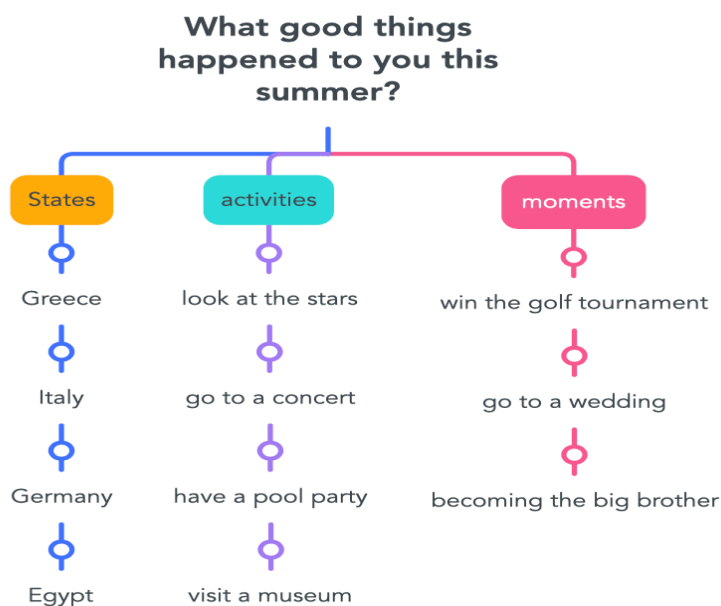 What good things
happened to you this
summer?
States
activities
moments
Greece
look at the stars
win the golf tournament
Italy
go to a concert
go to a wedding
Germany
have a pool party
becoming the big brother
Egypt
visit a museum